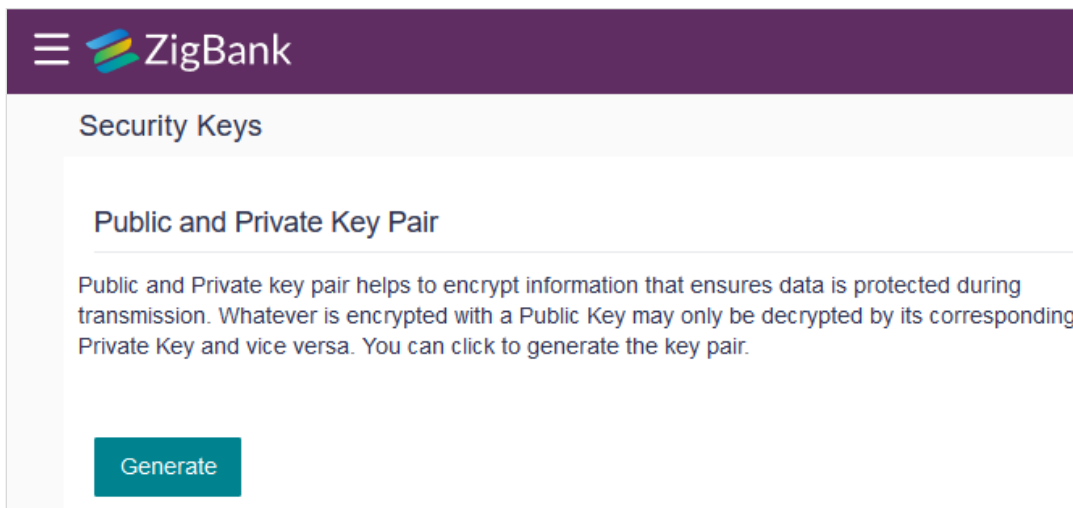 ZigBank
Security Keys
Public and Private Key Pair
Public and Private key pair helps to encrypt information that ensures data is protected during
transmission. Whatever is encrypted with a Public Key may only be decrypted by its corresponding
Private Key and vice versa. You can click to generate the key pair.
Generate